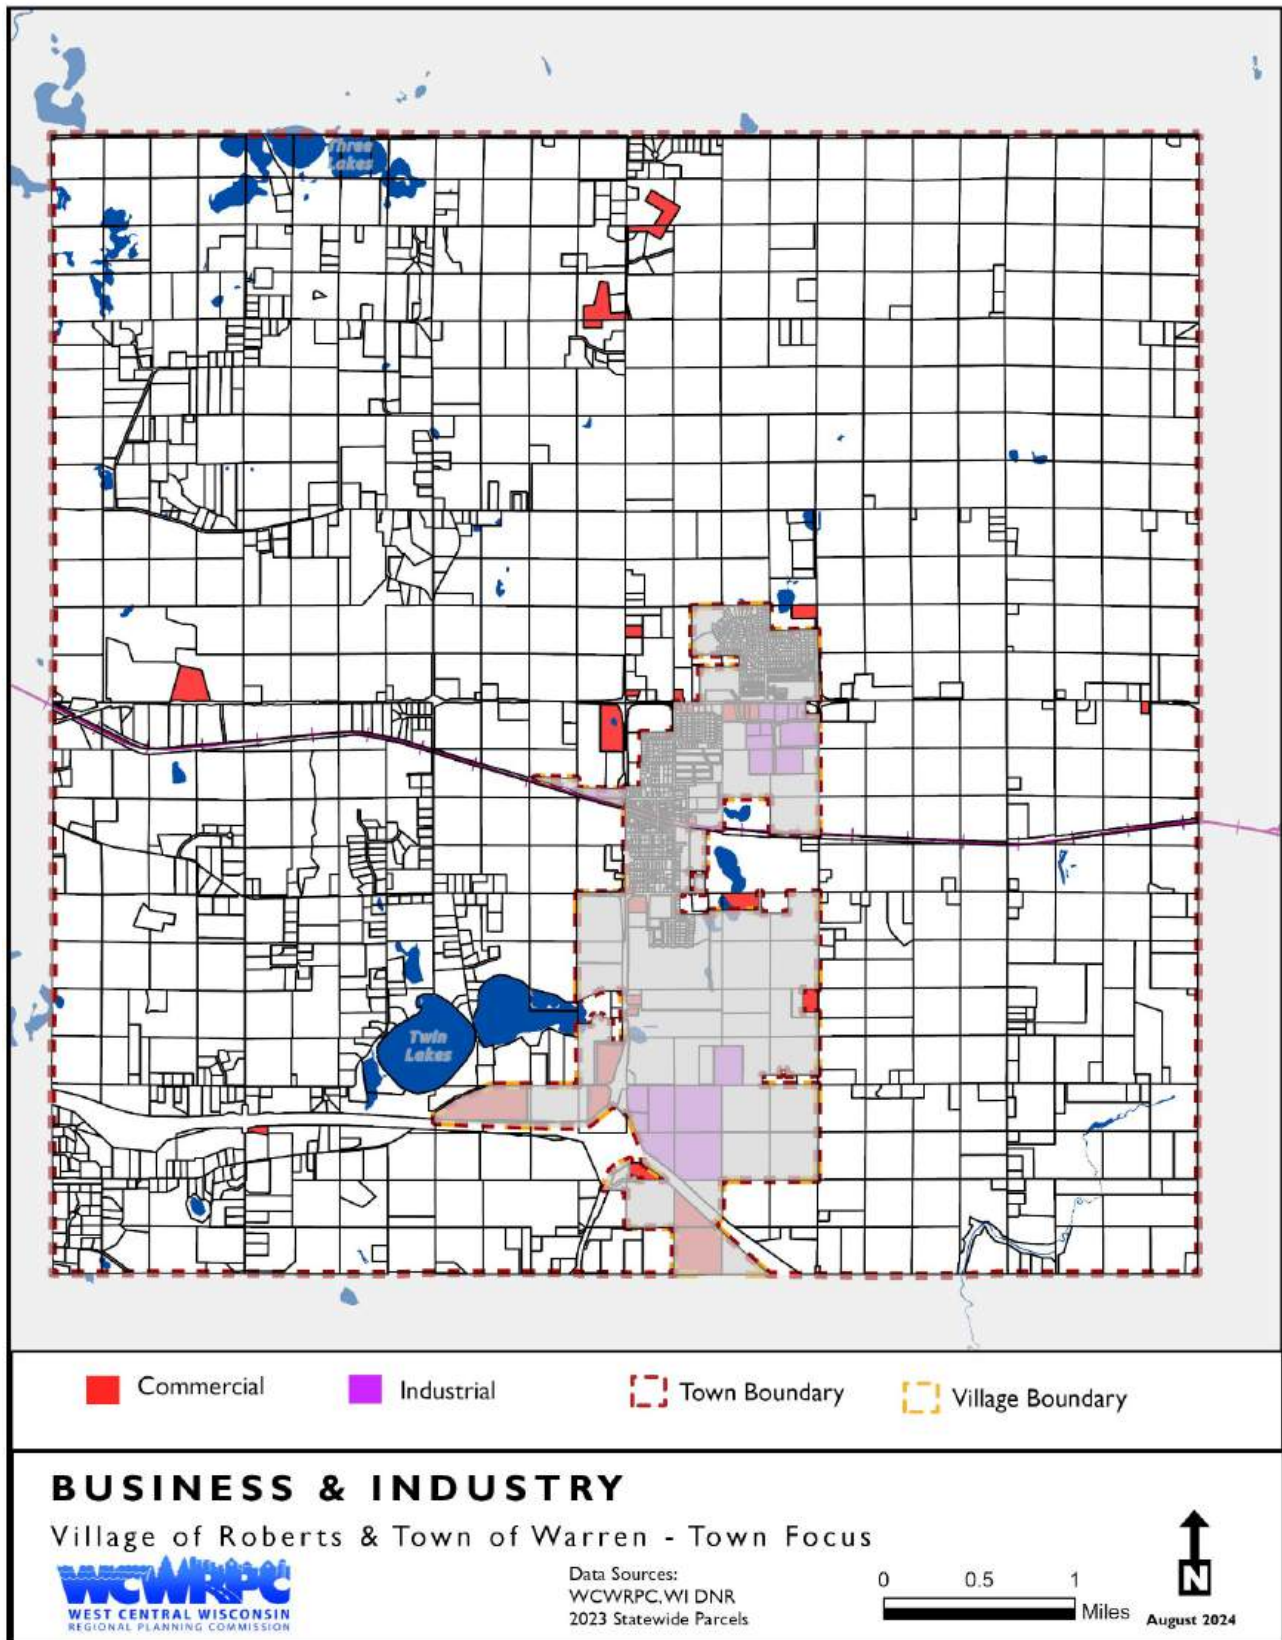 Three
Lakes
Twin
Lakes
Commercial
Industrial
Town Boundary
Village Boundary
BUSINESS & INDUSTRY
Village of Roberts & Town of Warren - Town Focus
WCWRPC
WEST CENTRAL WISCONSIN
REGIONAL PLANNING COMMISSION
Data Sources:
WCWRPC, WI DNR
2023 Statewide Parcels
0 0.5 1
Miles
N
August 2024